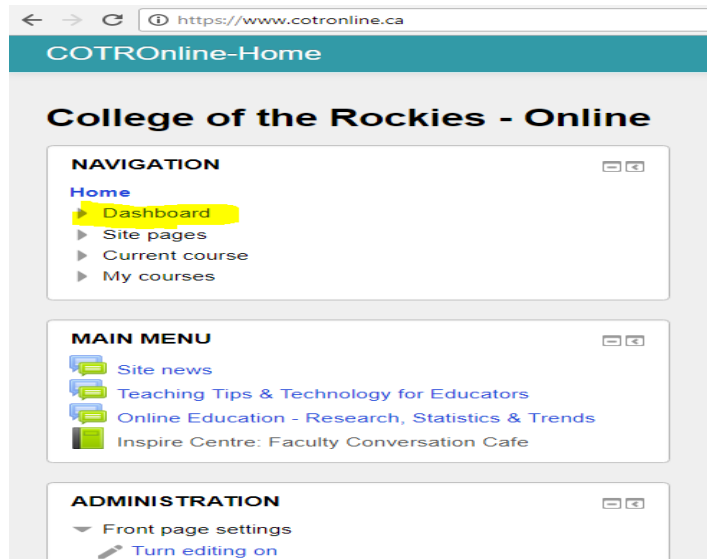 https://www.cotronline.ca
COTROnline-Home
College of the Rockies - Online
NAVIGATION
Home
Dashboard
Site pages
Current course
My courses
MAIN MENU
Site news
Teaching Tips & Technology for Educators
Online Education - Research, Statistics & Trends
Inspire Centre: Faculty Conversation Cafe
ADMINISTRATION
Front page settings
Turn editing on